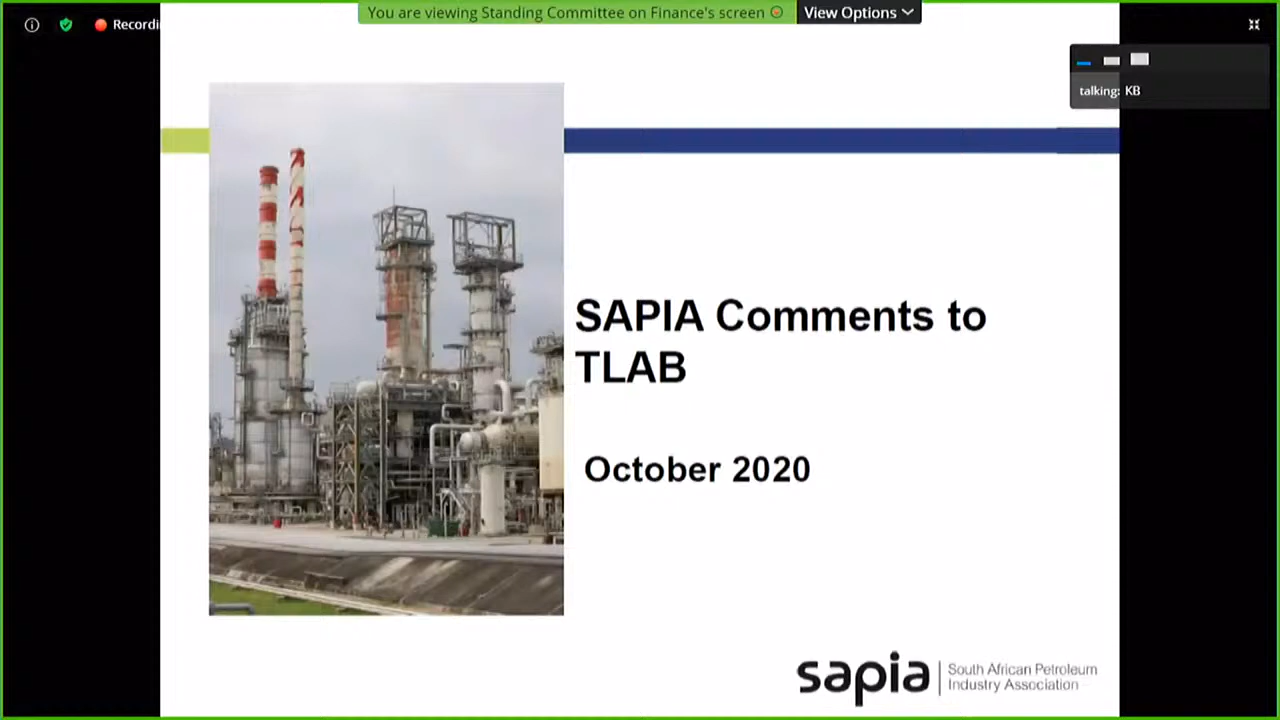 You are viewing Standing Committee on Finance's screen
View Options
Recordi
talking: KB
SAPIA Comments to
TLAB
October 2020
sapia
South African Petroleum
Industry Association